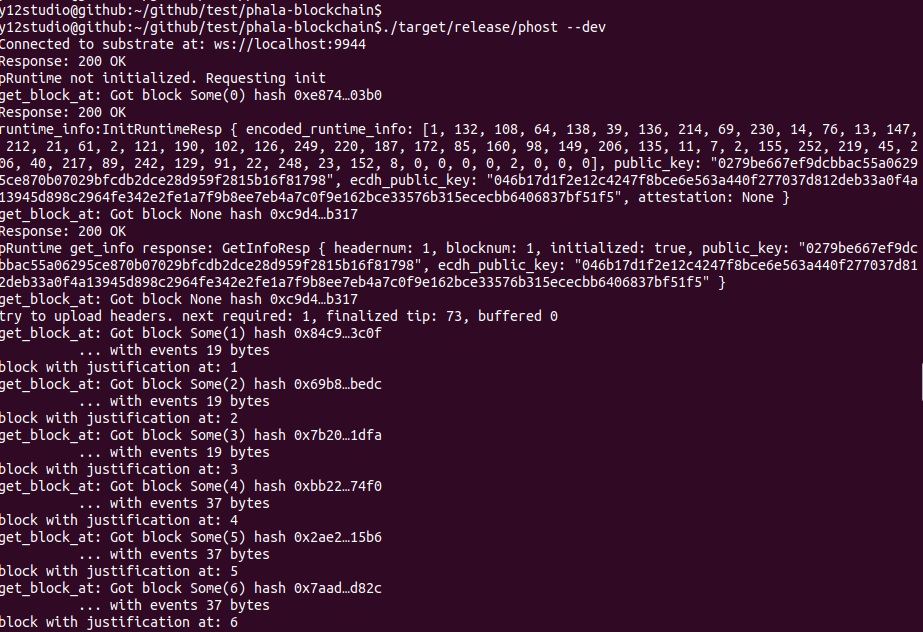 y12studio@github:~/github/test/phala-blockchain$
y12studio@github:~/github/test/phala-blockchain$./target/release/phost --dev
Connected to substrate at: ws://localhost:9944
Response: 200 OK
pRuntime not initialized. Requesting init
get_block_at: Got block Some(0) hash 0xe874…03b0
Response: 200 OK
runtime_info:InitRuntimeResp { encoded_runtime_info: [1, 132, 108, 64, 138, 39, 136, 214, 69, 230, 14, 76, 13, 147,
 212, 21, 61, 2, 121, 190, 102, 126, 249, 220, 187, 172, 85, 160, 98, 149, 206, 135, 11, 7, 2, 155, 252, 219, 45, 2
06, 40, 217, 89, 242, 129, 91, 22, 248, 23, 152, 8, 0, 0, 0, 0, 2, 0, 0, 0], public_key: "0279be667ef9dcbbac55a0629
5ce870b07029bfcdb2dce28d959f2815b16f81798", ecdh_public_key: "046b17d1f2e12c4247f8bce6e563a440f277037d812deb33a0f4a
13945d898c2964fe342e2fe1a7f9b8ee7eb4a7c0f9e162bce33576b315ececbb6406837bf51f5", attestation: None }
get_block_at: Got block None hash 0xc9d4…b317
Response: 200 OK
pRuntime get_info response: GetInfoResp { headernum: 1, blocknum: 1, initialized: true, public_key: "0279be667ef9dc
bbac55a06295ce870b07029bfcdb2dce28d959f2815b16f81798", ecdh_public_key: "046b17d1f2e12c4247f8bce6e563a440f277037d81
2deb33a0f4a13945d898c2964fe342e2fe1a7f9b8ee7eb4a7c0f9e162bce33576b315ececbb6406837bf51f5" }
get_block_at: Got block None hash 0xc9d4…b317
try to upload headers. next required: 1, finalized tip: 73, buffered 0
get_block_at: Got block Some(1) hash 0x84c9…3c0f
          ... with events 19 bytes
block with justification at: 1
get_block_at: Got block Some(2) hash 0x69b8…bedc
          ... with events 19 bytes
block with justification at: 2
get_block_at: Got block Some(3) hash 0x7b20…1dfa
          ... with events 19 bytes
block with justification at: 3
get_block_at: Got block Some(4) hash 0xbb22…74f0
          ... with events 37 bytes
block with justification at: 4
get_block_at: Got block Some(5) hash 0x2ae2…15b6
          ... with events 37 bytes
block with justification at: 5
get_block_at: Got block Some(6) hash 0x7aad…d82c
          ... with events 37 bytes
block with justification at: 6